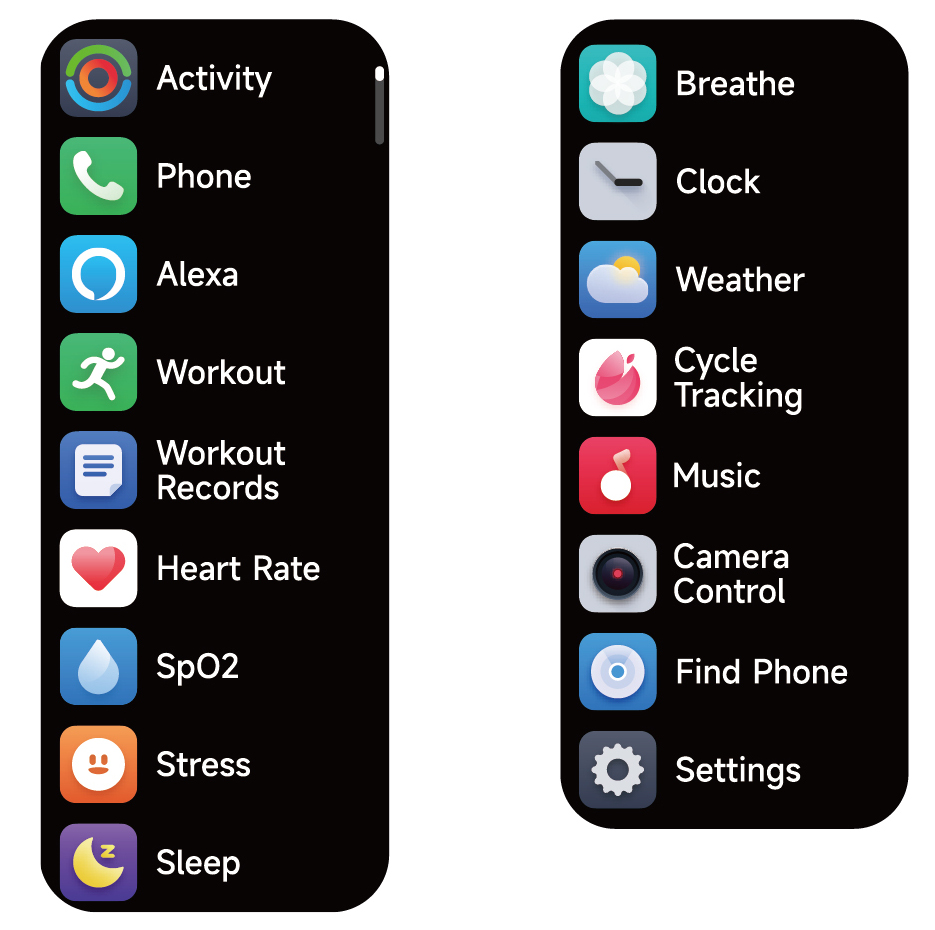 Activity
Phone
Alexa
Workout
Workout
Records
Heart Rate
SpO2
Stress
Sleep
Breathe
Clock
Weather
Cycle
Tracking
Music
Camera
Control
Find Phone
Settings